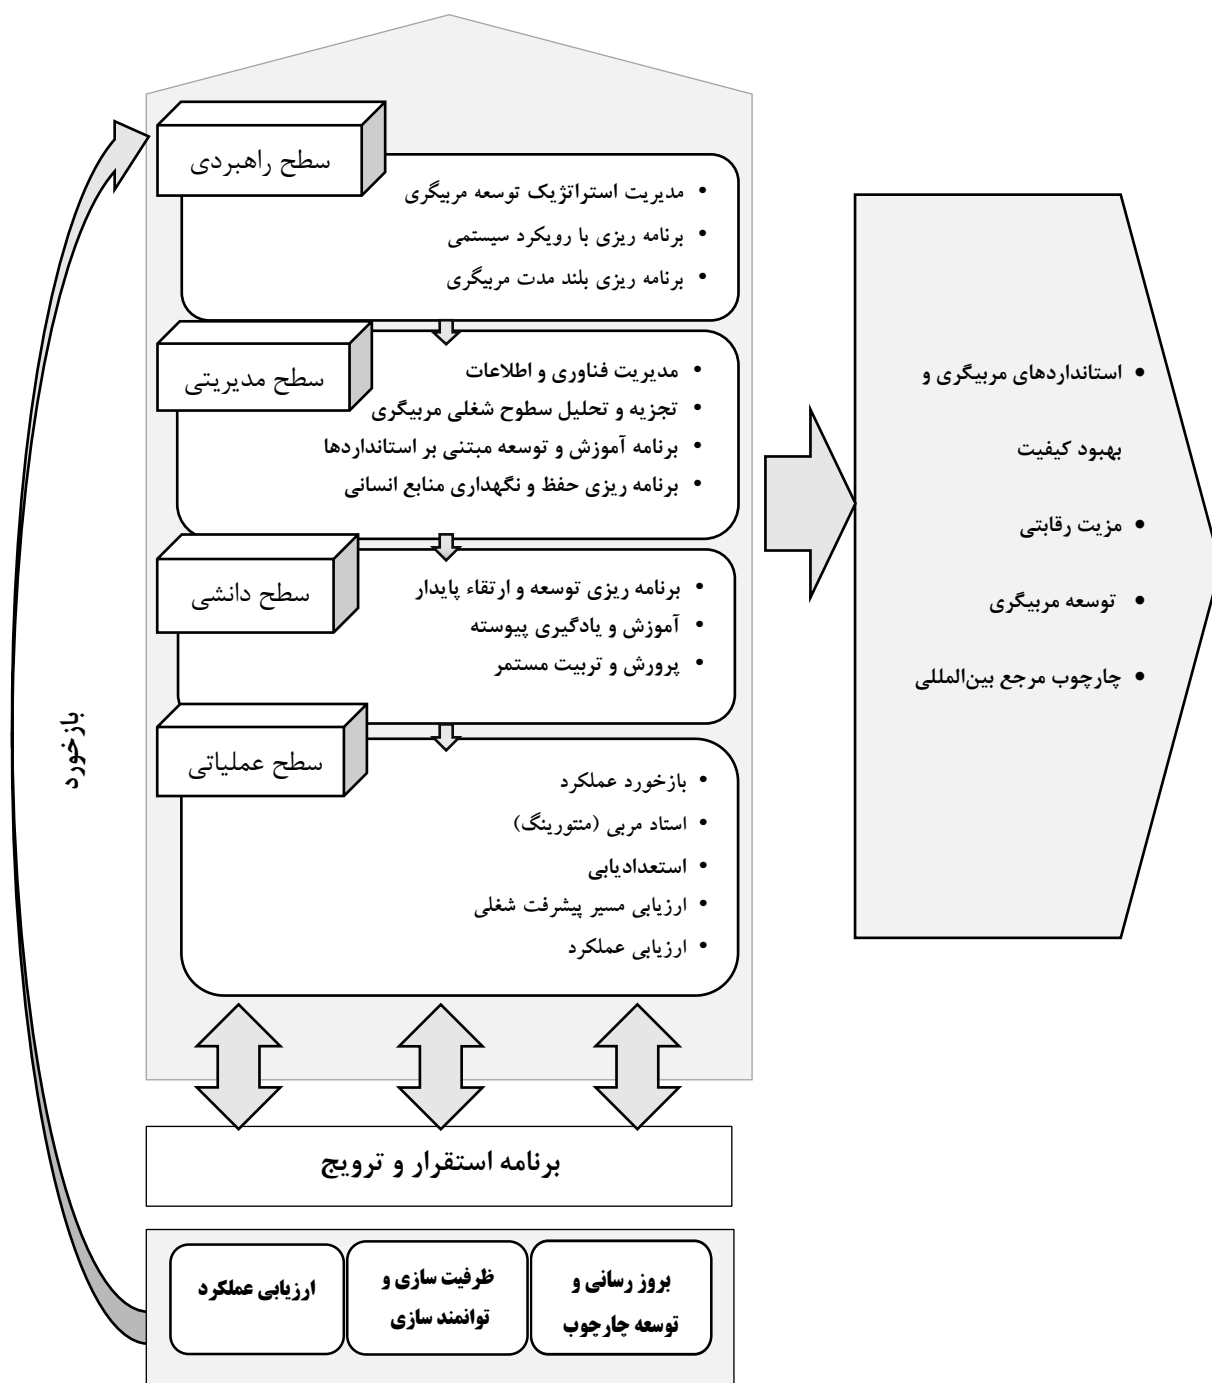 سطح راهبردی
• مدیریت استراتژیک توسعه مربیگری
• برنامه ریزی با رویکرد سیستمی
• برنامه ریزی بلند مدت مربیگری
سطح مدیریتی
• مدیریت فناوری و اطلاعات
• تجزیه و تحلیل سطوح شغلی مربیگری
• برنامه آموزش و توسعه مبتنی بر استانداردها
• برنامه ریزی حفظ و نگهداری منابع انسانی
سطح دانشی
• برنامه ریزی توسعه و ارتقاء پایدار
• آموزش و یادگیری پیوسته
• پرورش و تربیت مستمر
سطح عملیاتی
• بازخورد عملکرد
• استاد مربی (منتورینگ)
• استعدادیابی
• ارزیابی مسیر پیشرفت شغلی
• ارزیابی عملکرد
• استانداردهای مربیگری و
بهبود کیفیت
• مزیت رقابتی
• توسعه مربیگری
• چارچوب مرجع بین‌المللی
بازخورد
برنامه استقرار و ترویج
بروز رسانی و
توسعه چارچوب
ظرفیت سازی و
توانمند سازی
ارزیابی عملکرد